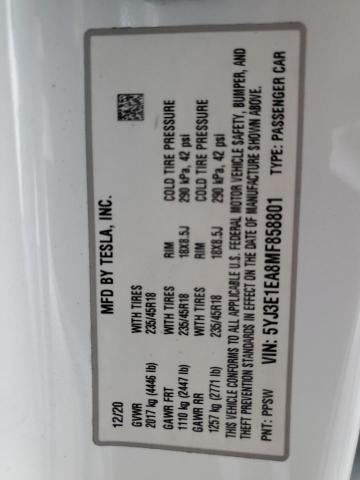 MFD BY TESLA, INC.
12/20
GVWR WITH TIRES RIM COLD TIRE PRESSURE
2017 kg (4446 lb) 235/45R18 18X8.5J 290 kPa, 42 psi
GAWR FRT WITH TIRES RIM COLD TIRE PRESSURE
1110 kg (2447 lb) 235/45R18 18X8.5J 290 kPa, 42 psi
GAWR RR WITH TIRES
1257 kg (2771 lb) 235/45R18
THIS VEHICLE CONFORMS TO ALL APPLICABLE U.S. FEDERAL MOTOR VEHICLE SAFETY, BUMPER, AND
THEFT PREVENTION STANDARDS IN EFFECT ON THE DATE OF MANUFACTURE SHOWN ABOVE.
VIN: 5YJ3E1EA8MF858801
PNT: PPSW TYPE: PASSENGER CAR